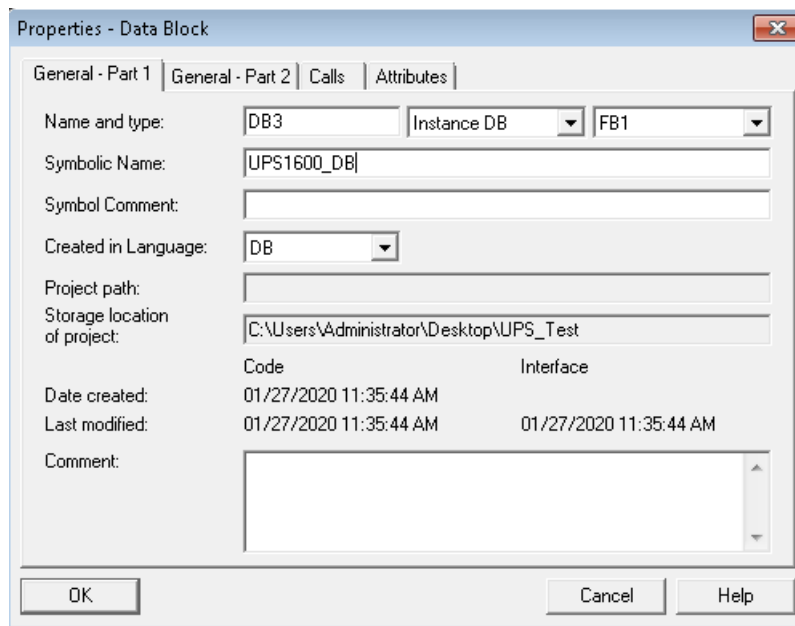 Properties - Data Block
General - Part 1 General - Part 2 Calls Attributes
Name and type: DB3 Instance DB FB1
Symbolic Name: UPS1600_DB
Symbol Comment:
Created in Language: DB
Project path:
Storage location
of project: C:\Users\Administrator\Desktop\UPS_Test
Code Interface
Date created: 01/27/2020 11:35:44 AM
Last modified: 01/27/2020 11:35:44 AM 01/27/2020 11:35:44 AM
Comment:
OK Cancel Help